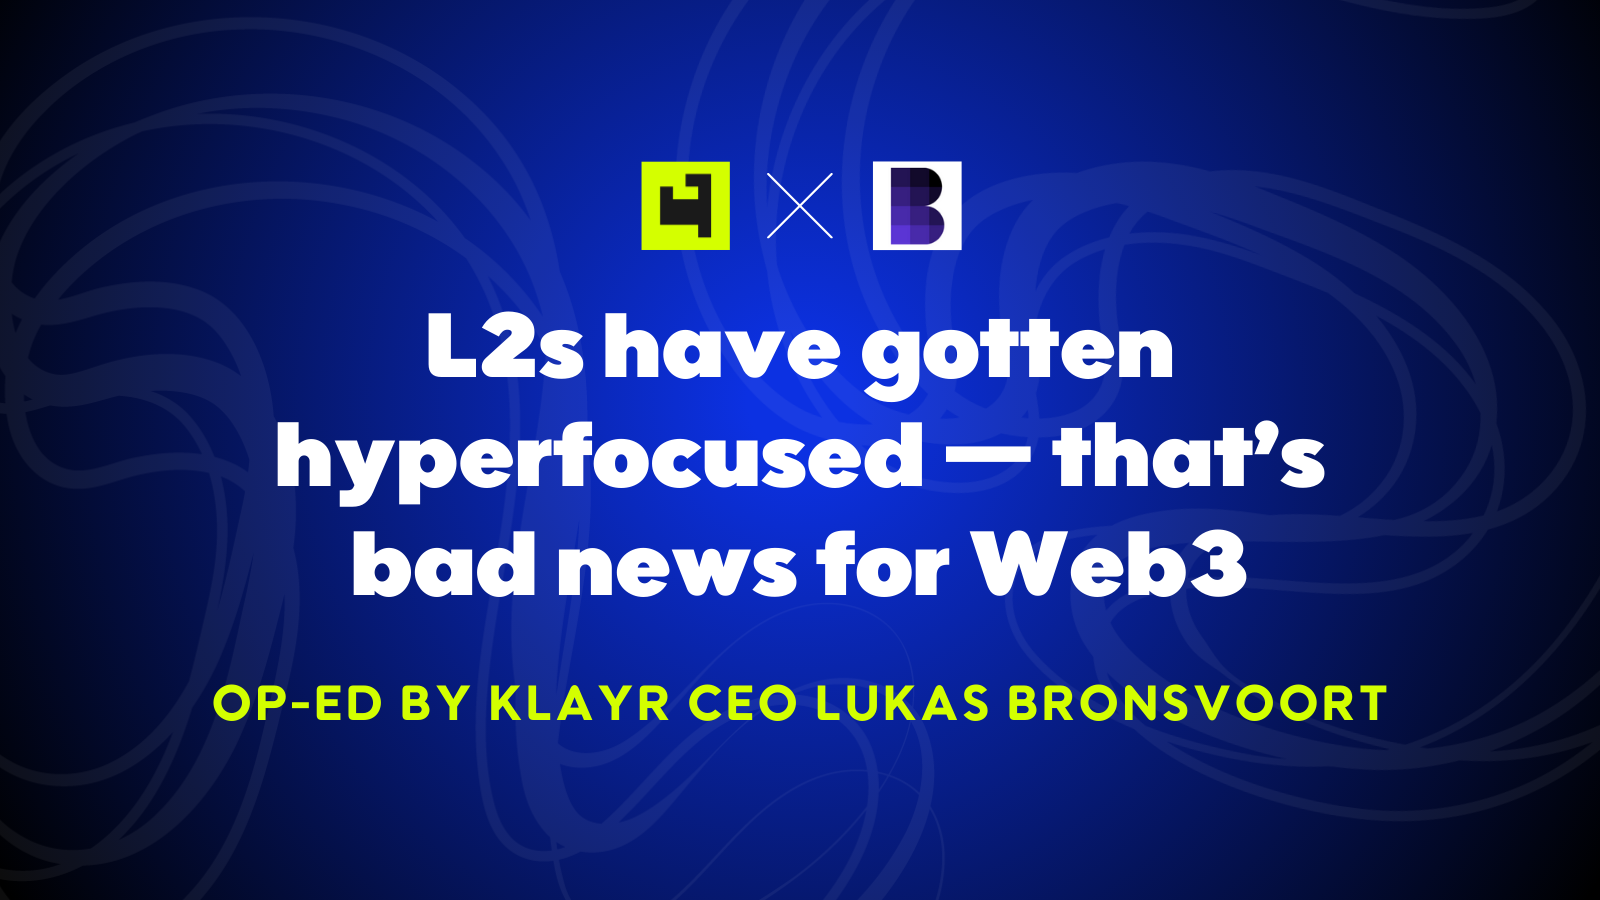 B
L2s have gotten
hyperfocused — that’s
bad news for Web3
OP-ED BY KLAYR CEO LUKAS BRONSVOORT